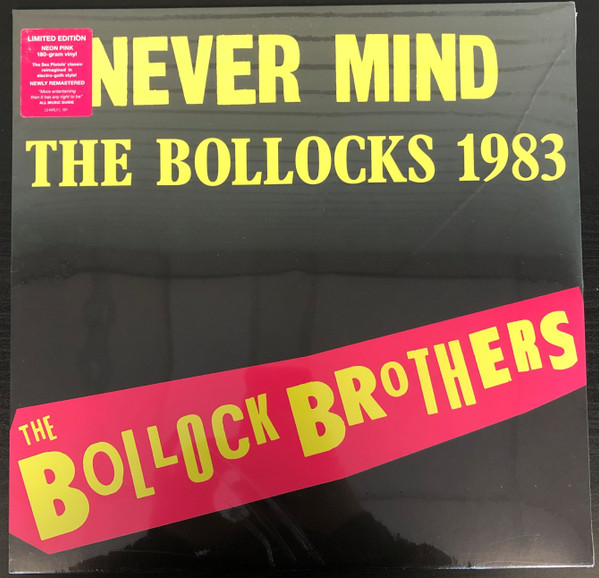 LIMITED EDITION
NEON PINK
180-gram vinyl
The Sex Pistols' classic
reimagined in
electro-goth style!
NEWLY REMASTERED
"More entertaining
than it has any right to be"
ALL MUSIC GUIDE
NEVER MIND
THE BOLLOCKS 1983
THE
BOLLOCK BROTHERS